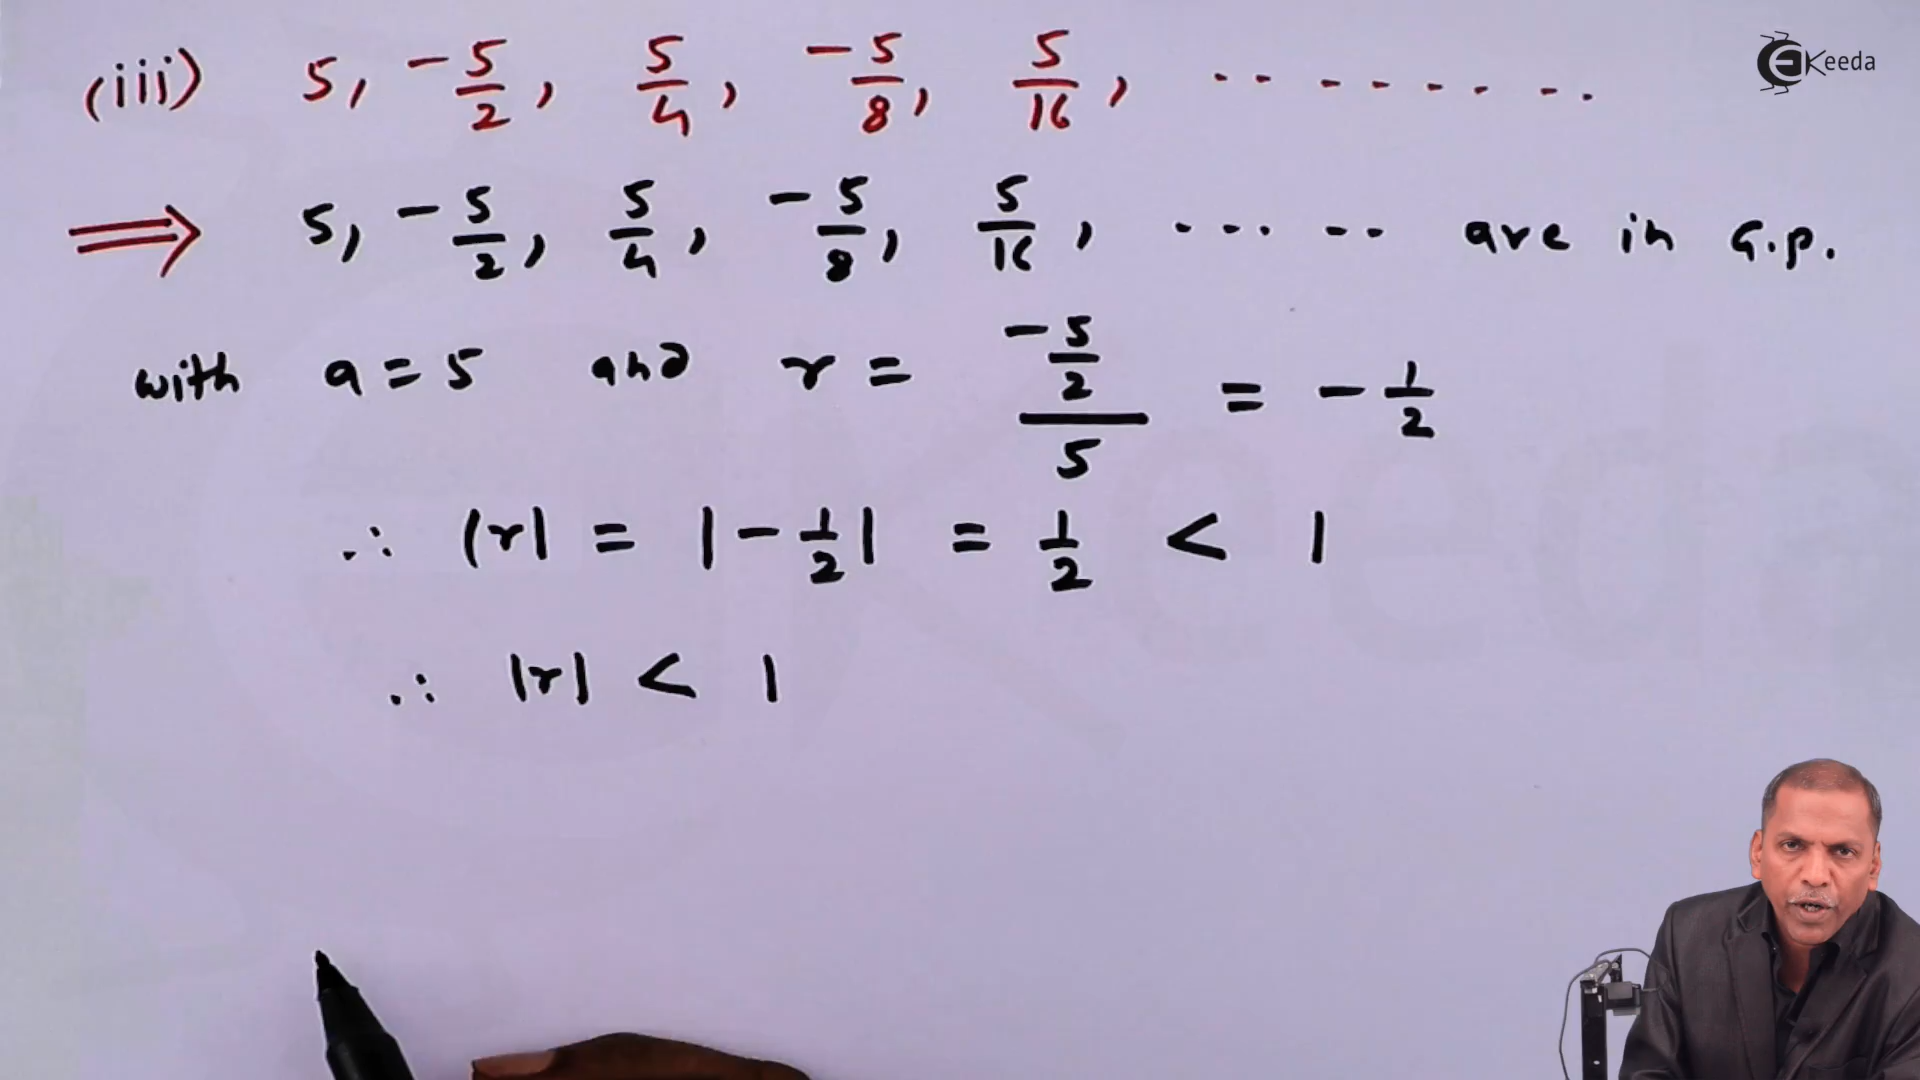 eKeeda
(iii) 5, -5/2, 5/4, -5/8, 5/16, ..........
⟹ 5, -5/2, 5/4, -5/8, 5/16, ...... are in G.p.
with a = 5 and r = (-5/2)/5 = -1/2
∴ |r| = |-1/2| = 1/2 < 1
∴ |r| < 1